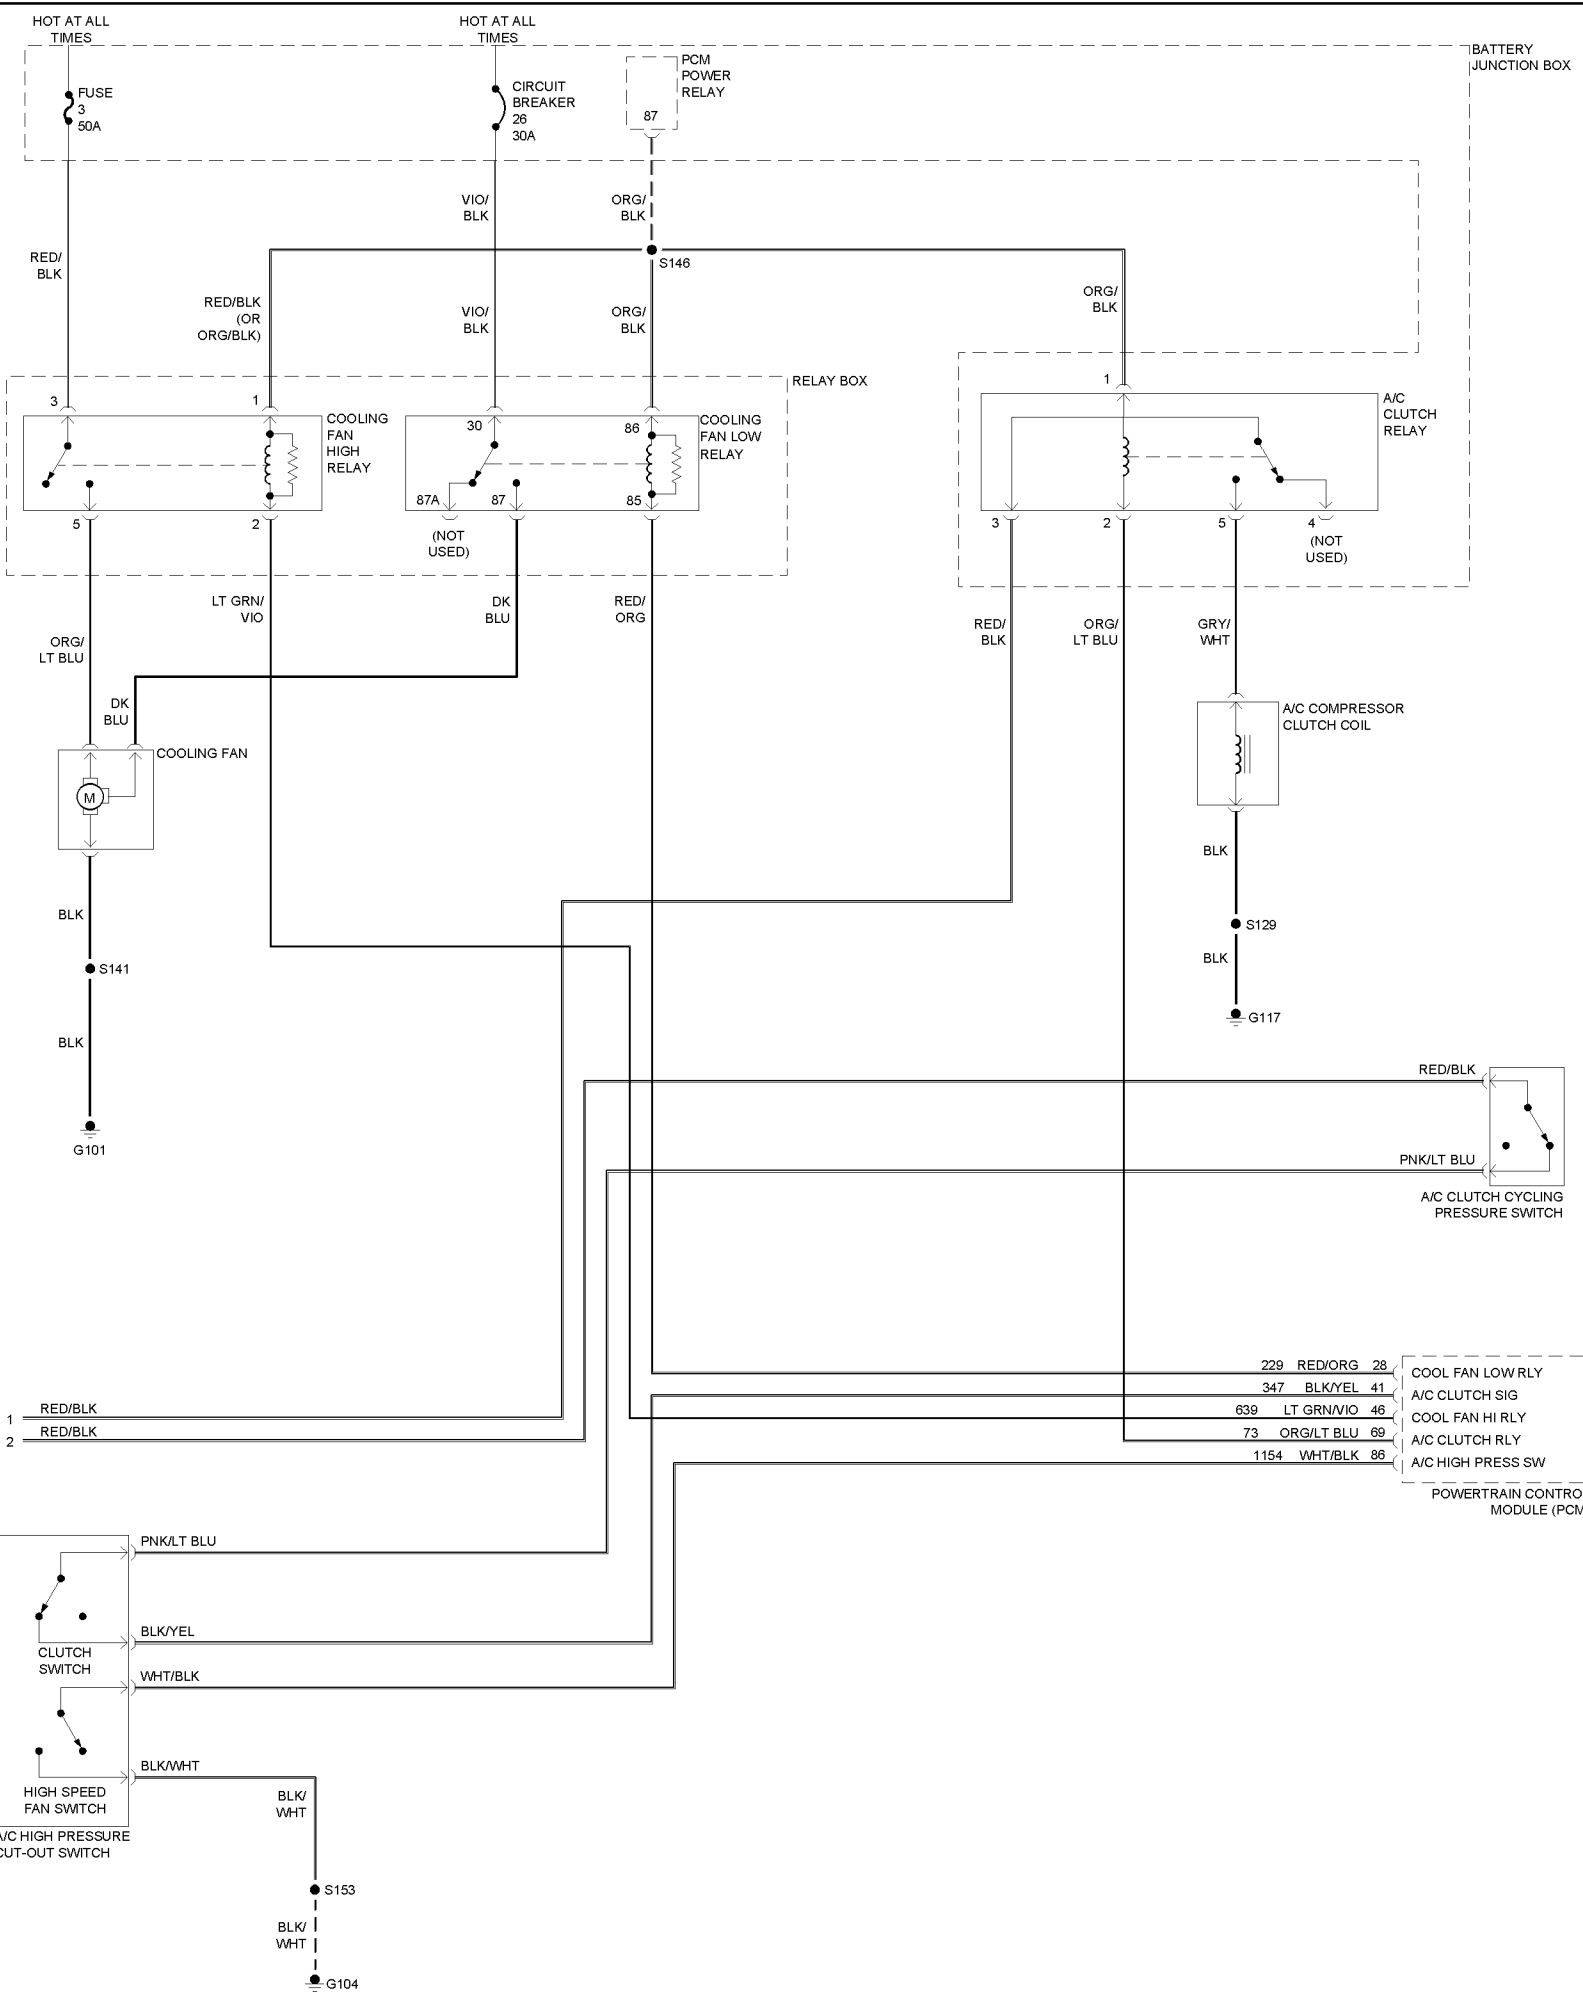 HOT AT ALL
TIMES
HOT AT ALL
TIMES
BATTERY
JUNCTION BOX
PCM
POWER
RELAY
87
FUSE
3
50A
CIRCUIT
BREAKER
26
30A
VIO/
BLK
ORG/
BLK
S146
RED/
BLK
RED/BLK
(OR
ORG/BLK)
VIO/
BLK
ORG/
BLK
ORG/
BLK
RELAY BOX
3
1
COOLING
FAN
HIGH
RELAY
30
86
COOLING
FAN LOW
RELAY
1
A/C
CLUTCH
RELAY
87A
87
85
5
2
(NOT
USED)
3
2
5
4
(NOT
USED)
LT GRN/
VIO
DK
BLU
RED/
ORG
ORG/
LT BLU
RED/
BLK
ORG/
LT BLU
GRY/
WHT
DK
BLU
COOLING FAN
M
A/C COMPRESSOR
CLUTCH COIL
BLK
BLK
S129
BLK
S141
G117
BLK
G101
RED/BLK
PNK/LT BLU
A/C CLUTCH CYCLING
PRESSURE SWITCH
229 RED/ORG 28 COOL FAN LOW RLY
347 BLK/YEL 41 A/C CLUTCH SIG
639 LT GRN/VIO 46 COOL FAN HI RLY
73 ORG/LT BLU 69 A/C CLUTCH RLY
1154 WHT/BLK 86 A/C HIGH PRESS SW
POWERTRAIN CONTRO
MODULE (PCM
1 RED/BLK
2 RED/BLK
PNK/LT BLU
BLK/YEL
CLUTCH
SWITCH
WHT/BLK
BLK/WHT
HIGH SPEED
FAN SWITCH
A/C HIGH PRESSURE
CUT-OUT SWITCH
BLK/
WHT
S153
BLK/
WHT
G104